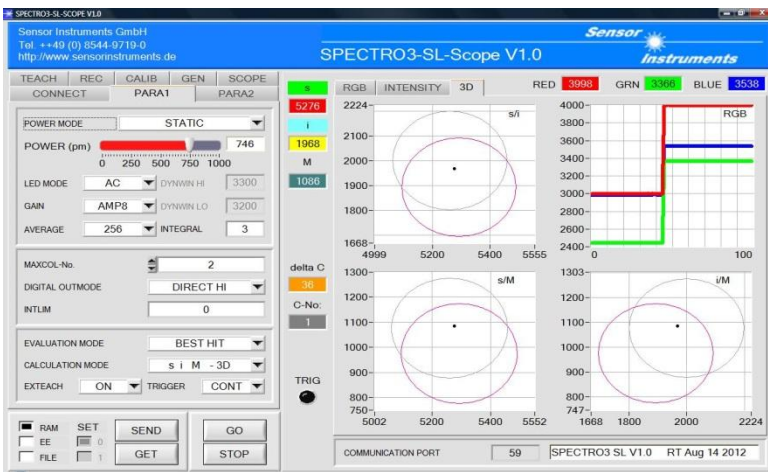 SPECTRO3-SL-SCOPE V1.0
Sensor Instruments GmbH
Tel. ++49 (0) 8544-9719-0
http://www.sensorinstruments.de
SPECTRO3-SL-Scope V1.0
Sensor
Instruments
TEACH REC CALIB GEN SCOPE
CONNECT PARA1 PARA2
POWER MODE STATIC
POWER (pm) 746
0 250 500 750 1000
LED MODE AC DYNWIN HI 3300
GAIN AMP8 DYNWIN LO 3200
AVERAGE 256 INTEGRAL 3
MAXCOL-No. 2
DIGITAL OUTMODE DIRECT HI
INTLIM 0
EVALUATION MODE BEST HIT
CALCULATION MODE s i M - 3D
EXTEACH ON TRIGGER CONT
RAM SET SEND GO
EE 0
FILE 1 GET STOP
s
5276
i
1968
M
1086
delta C
36
C-No:
1
TRIG
RGB INTENSITY 3D RED 3998 GRN 3366 BLUE 3538
s/i
2224
2100
2000
1900
1800
1668
4999 5200 5400 5555
RGB
4000
3800
3600
3400
3200
3000
2800
2600
2400
0 100
s/M
1300
1200
1100
1000
900
800
750
5002 5200 5400 5552
i/M
1303
1200
1100
1000
900
800
747
1668 1800 2000 2224
COMMUNICATION PORT 59 SPECTRO3 SL V1.0 RT Aug 14 2012